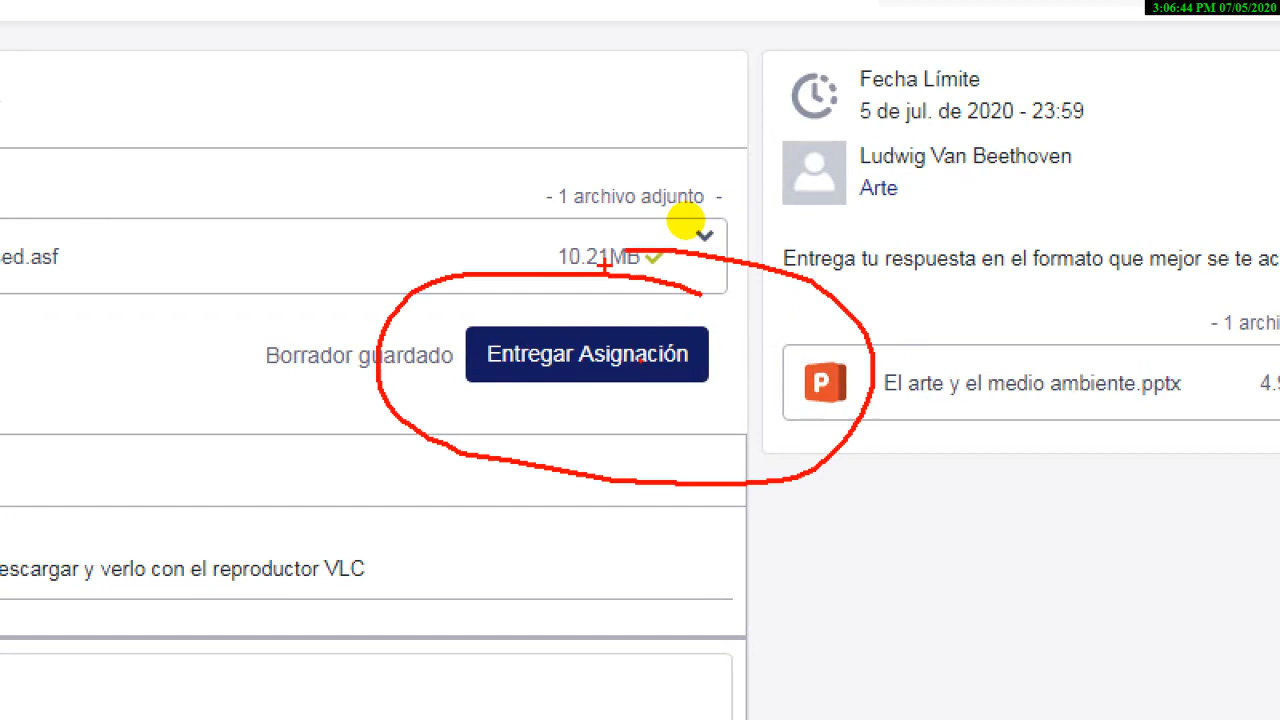 3:06:44 PM 07/05/2020
- 1 archivo adjunto -
ed.asf
10.21MB
Borrador guardado
Entregar Asignación
escargar y verlo con el reproductor VLC
Fecha Límite
5 de jul. de 2020 - 23:59
Ludwig Van Beethoven
Arte
Entrega tu respuesta en el formato que mejor se te ac
- 1 archi
P
El arte y el medio ambiente.pptx
4.9